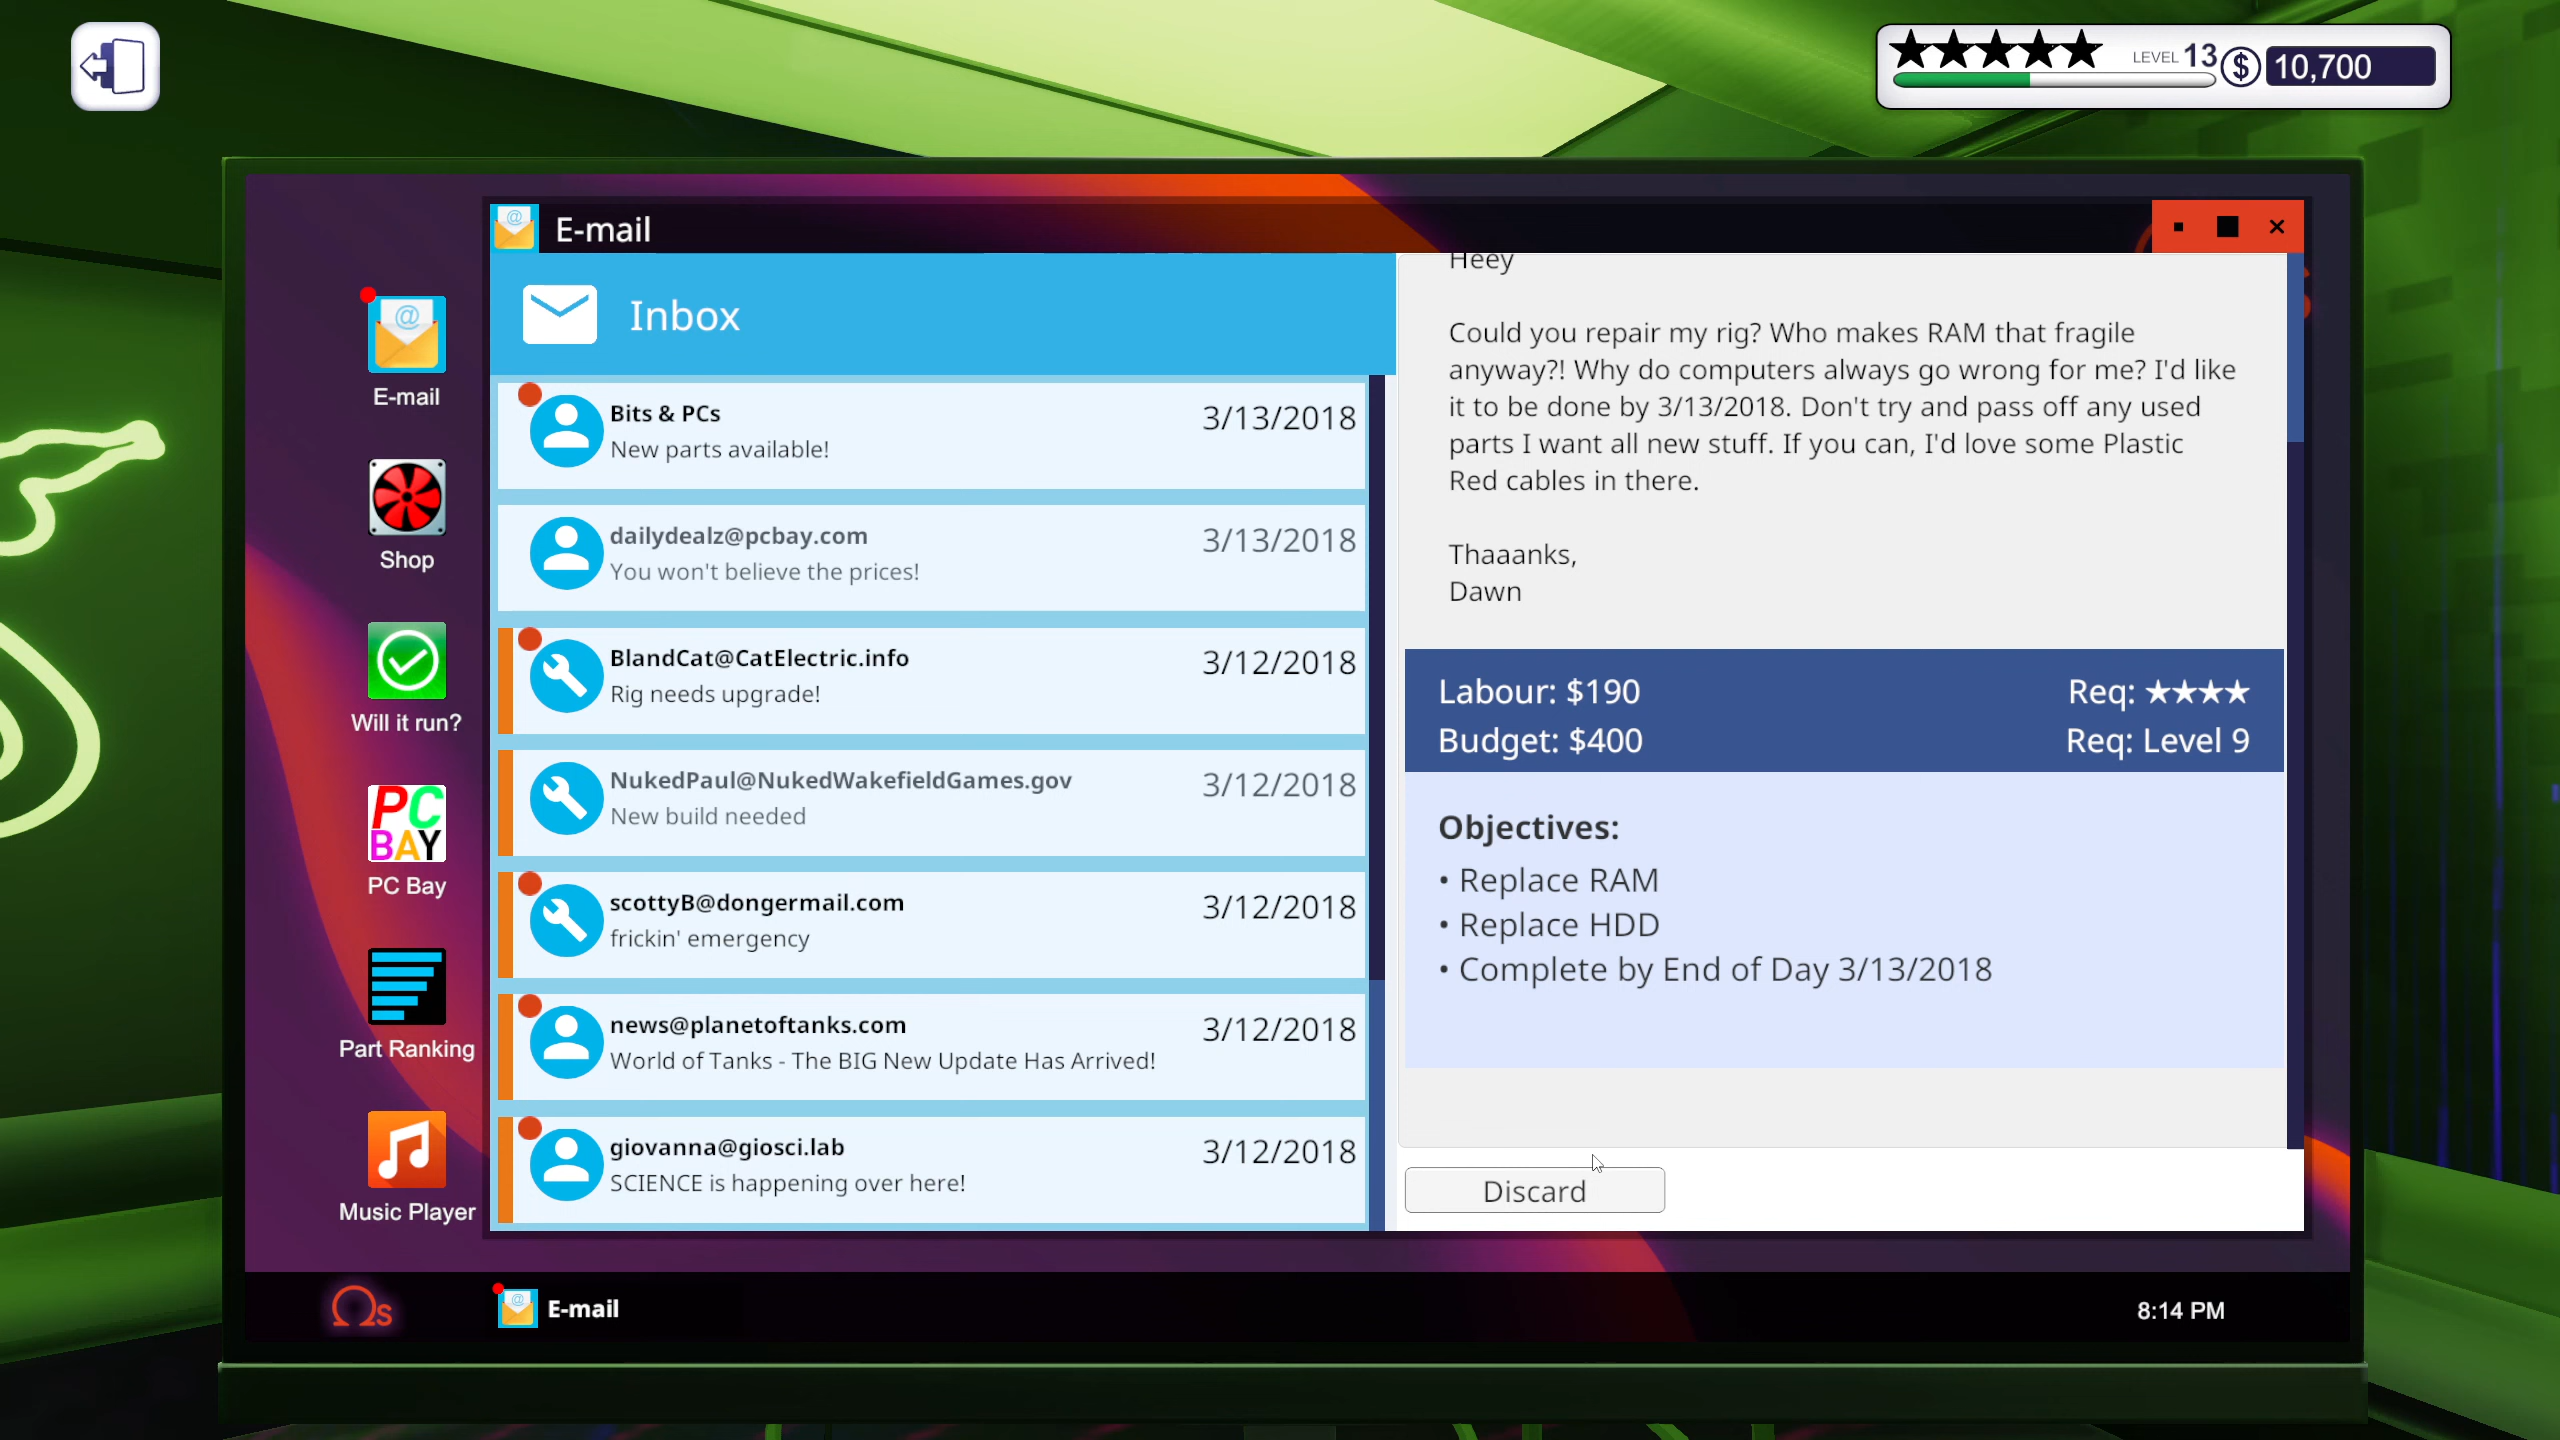 ★★★★★ LEVEL 13 $ 10,700
E-mail
Inbox
Bits & PCs 3/13/2018
New parts available!
dailydealz@pcbay.com 3/13/2018
You won't believe the prices!
BlandCat@CatElectric.info 3/12/2018
Rig needs upgrade!
NukedPaul@NukedWakefieldGames.gov 3/12/2018
New build needed
scottyB@dongermail.com 3/12/2018
frickin' emergency
news@planetoftanks.com 3/12/2018
World of Tanks - The BIG New Update Has Arrived!
giovanna@giosci.lab 3/12/2018
SCIENCE is happening over here!
Heey
Could you repair my rig? Who makes RAM that fragile
anyway?! Why do computers always go wrong for me? I'd like
it to be done by 3/13/2018. Don't try and pass off any used
parts I want all new stuff. If you can, I'd love some Plastic
Red cables in there.
Thaaanks,
Dawn
Labour: $190 Req: ★★★★
Budget: $400 Req: Level 9
Objectives:
• Replace RAM
• Replace HDD
• Complete by End of Day 3/13/2018
Discard
E-mail
Shop
Will it run?
PC
BAY
PC Bay
Part Ranking
Music Player
Ωs
E-mail
8:14 PM